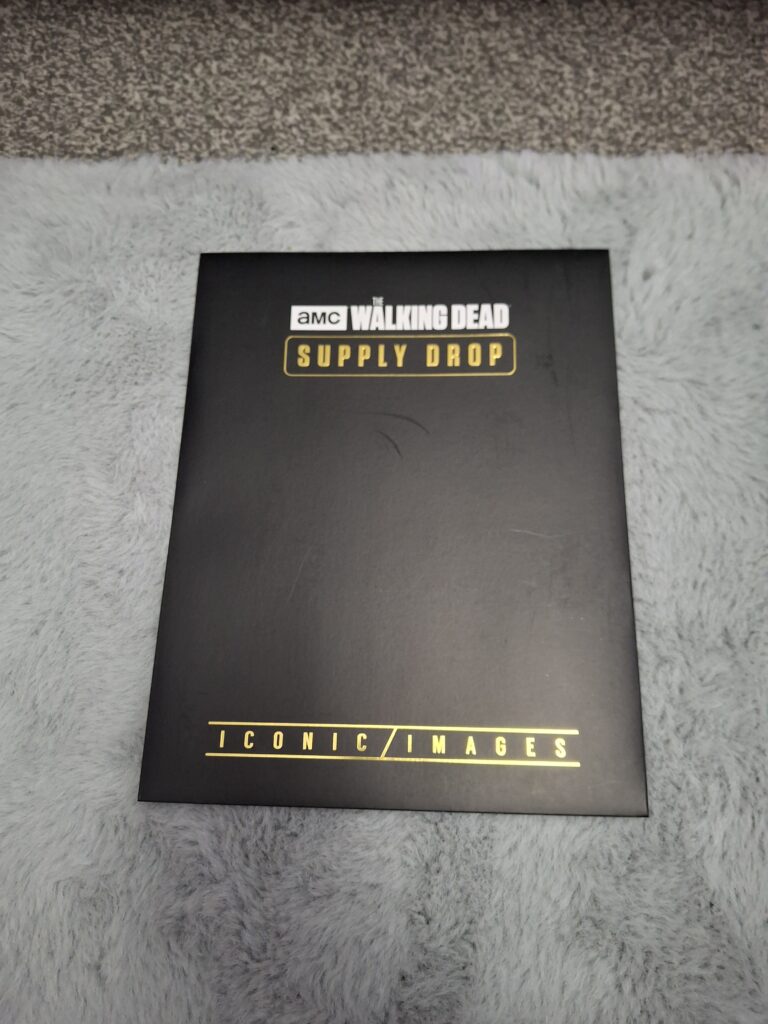 THE
aMC WALKING DEAD
SUPPLY DROP
ICONIC/IMAGES